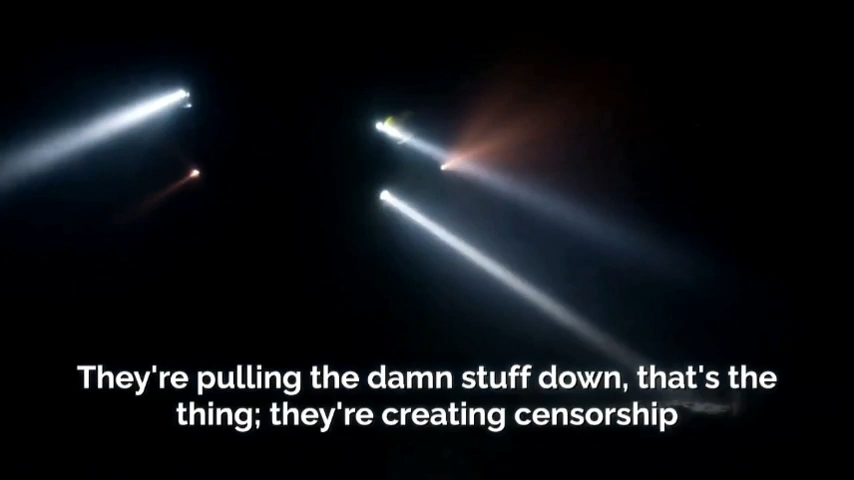 They're pulling the damn stuff down, that's the
thing; they're creating censorship